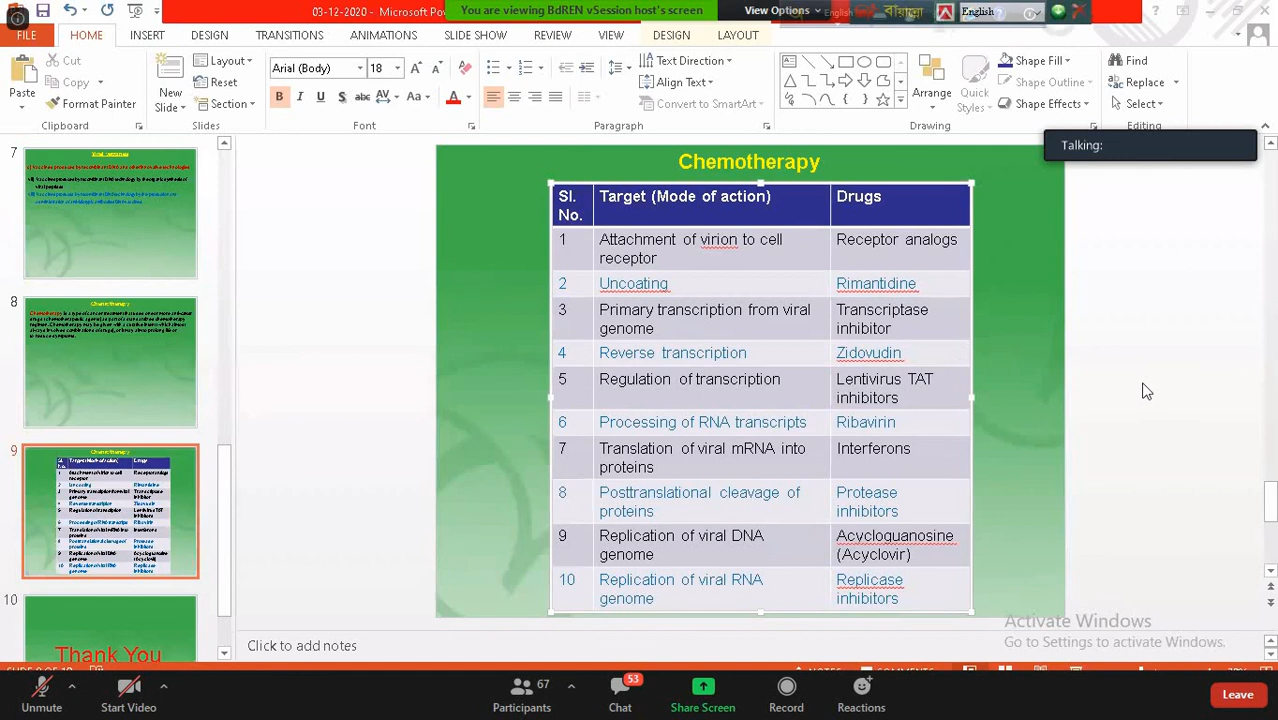 03-12-2020 - Microsoft
You are viewing BdREN vSession host's screen
View Options
English
English
FILE
HOME
INSERT
DESIGN
TRANSITIONS
ANIMATIONS
SLIDE SHOW
REVIEW
VIEW
DESIGN
LAYOUT
Paste
Cut
Copy
Format Painter
New
Slide
Layout
Reset
Section
Arial (Body)
18
Text Direction
Align Text
Convert to SmartArt
Arrange
Quick
Styles
Shape Fill
Shape Outline
Shape Effects
Find
Replace
Select
Clipboard
Slides
Font
Paragraph
Drawing
Editing
Talking:
7
8
Chemotherapy
9
Chemotherapy
10
Thank You
Chemotherapy
Sl. No.
Target (Mode of action)
Drugs
1
Attachment of virion to cell
receptor
Receptor analogs
2
Uncoating
Rimantidine
3
Primary transcription from viral
genome
Transcriptase
inhibitor
4
Reverse transcription
Zidovudin
5
Regulation of transcription
Lentivirus TAT
inhibitors
6
Processing of RNA transcripts
Ribavirin
7
Translation of viral mRNA into
proteins
Interferons
8
Posttranslational cleavage of
proteins
Protease
inhibitors
9
Replication of viral DNA
genome
Acycloguanosine
(Acyclovir)
10
Replication of viral RNA
genome
Replicase
inhibitors
Click to add notes
Activate Windows
Go to Settings to activate Windows.
Unmute
Start Video
67
Participants
53
Chat
Share Screen
Record
Reactions
Leave